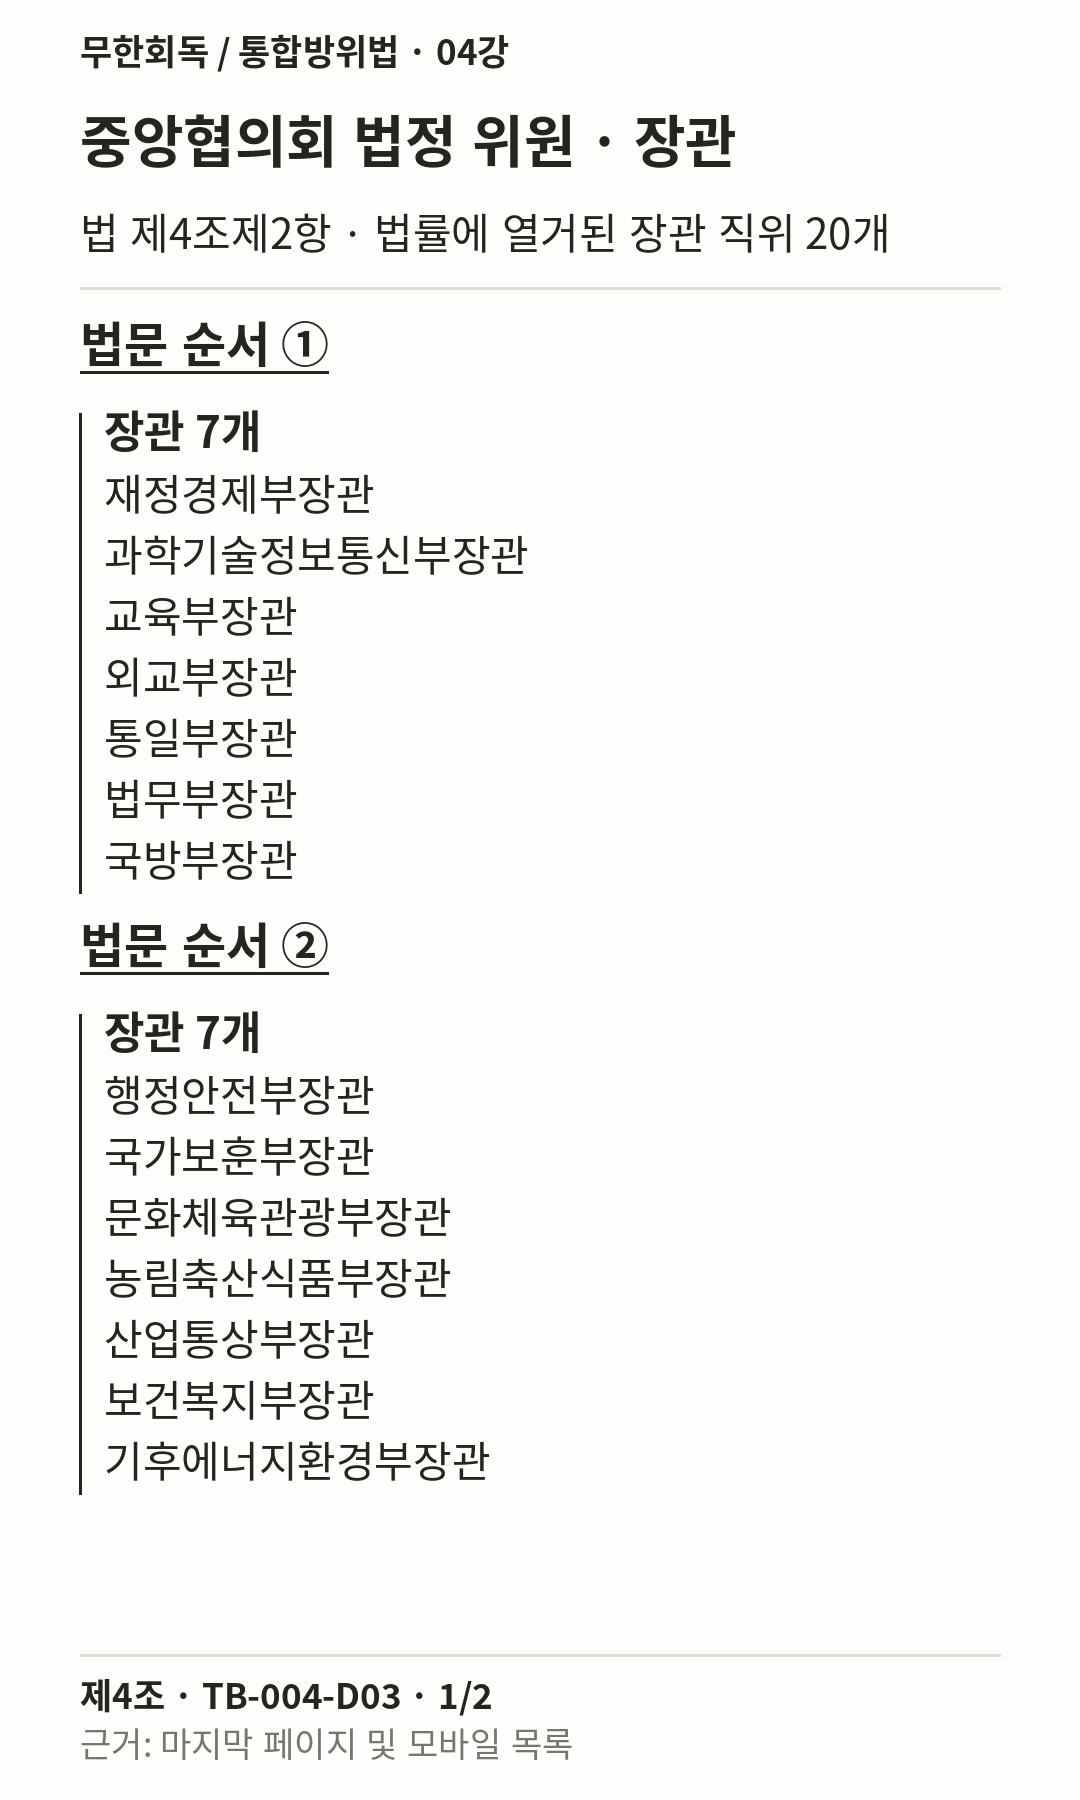 무한회독 / 통합방위법 · 04강
중앙협의회 법정 위원 · 장관
법 제4조제2항 · 법률에 열거된 장관 직위 20개
법문 순서 ①
장관 7개
재정경제부장관
과학기술정보통신부장관
교육부장관
외교부장관
통일부장관
법무부장관
국방부장관
법문 순서 ②
장관 7개
행정안전부장관
국가보훈부장관
문화체육관광부장관
농림축산식품부장관
산업통상부장관
보건복지부장관
기후에너지환경부장관
제4조 · TB-004-D03 · 1/2
근거: 마지막 페이지 및 모바일 목록